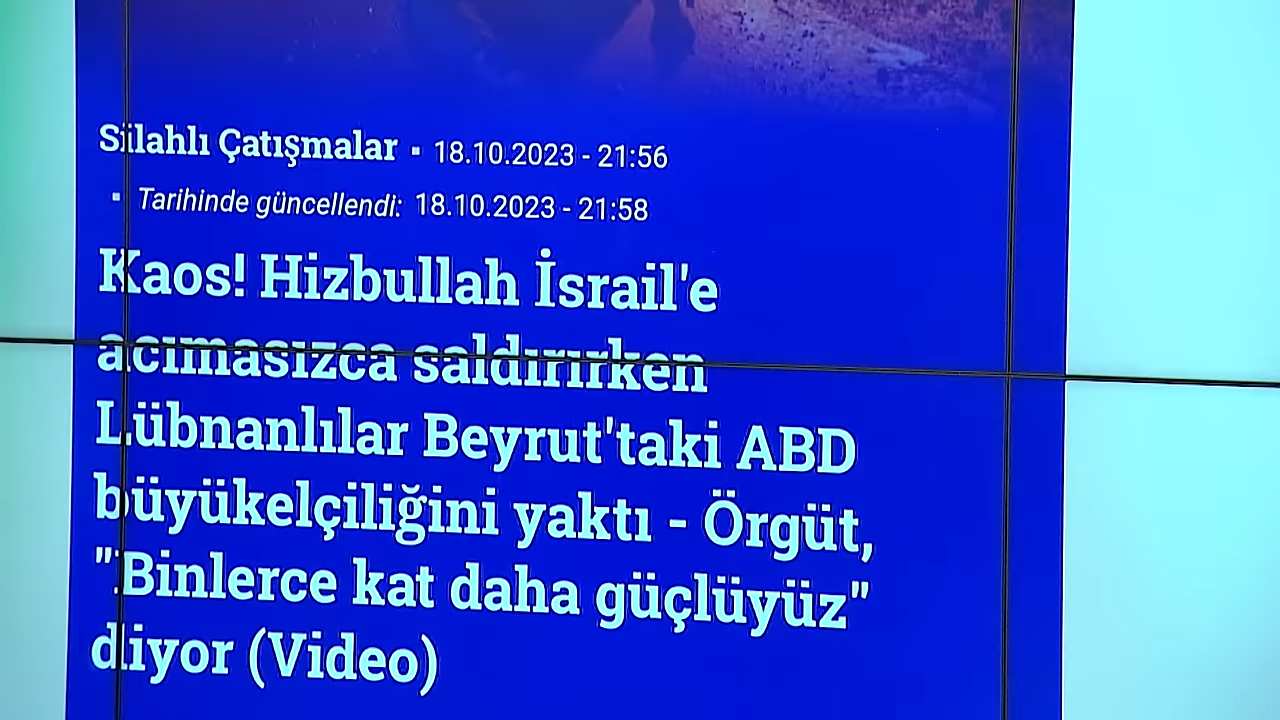 Silahlı Çatışmalar ▪ 18.10.2023 - 21:56
▪ Tarihinde güncellendi: 18.10.2023 - 21:58
Kaos! Hizbullah İsrail'e
acımasızca saldırırken
Lübnanlılar Beyrut'taki ABD
büyükelçiliğini yaktı - Örgüt,
"Binlerce kat daha güçlüyüz"
diyor (Video)